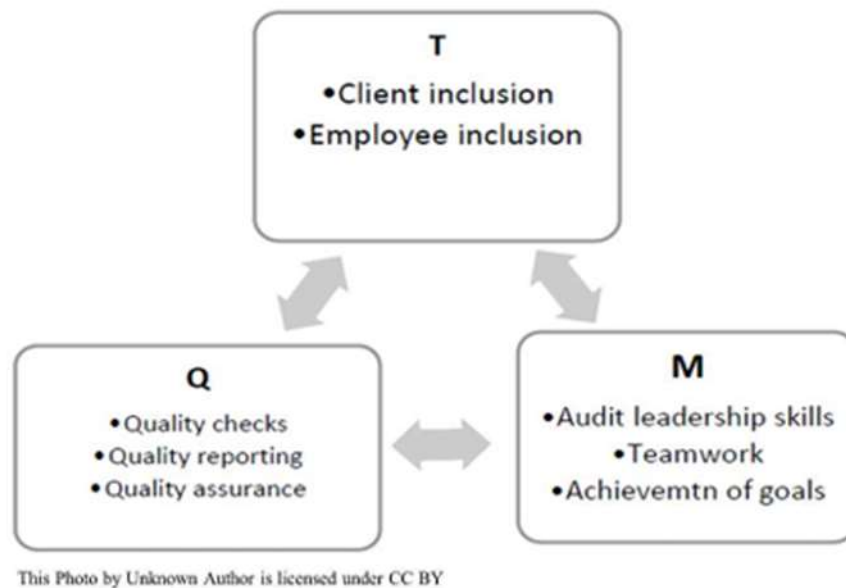 T
•Client inclusion
•Employee inclusion
Q
•Quality checks
•Quality reporting
•Quality assurance
M
•Audit leadership skills
•Teamwork
•Achievemtn of goals
This Photo by Unknown Author is licensed under CC BY